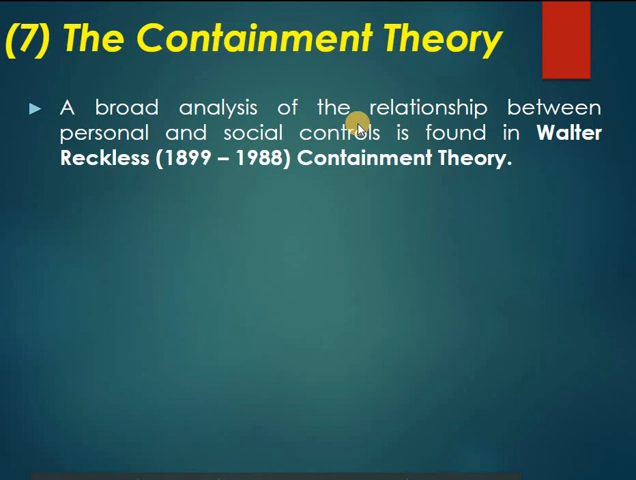 (7) The Containment Theory
A broad analysis of the relationship between
personal and social controls is found in Walter
Reckless (1899 – 1988) Containment Theory.